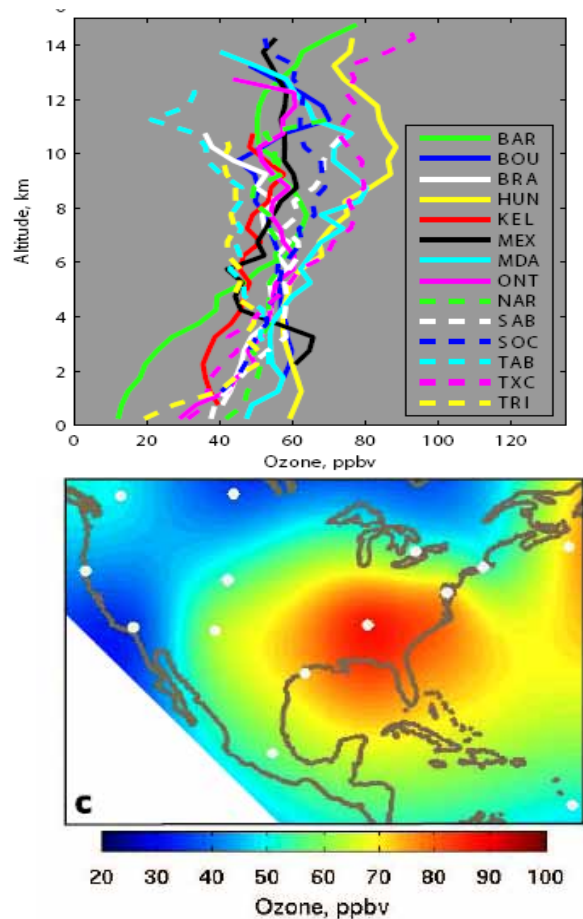 14
12
10
8
6
4
2
0
Altitude, km
BAR
BOU
BRA
HUN
KEL
MEX
MDA
ONT
NAR
SAB
SOC
TAB
TXC
TRI
0 20 40 60 80 100 120
Ozone, ppbv
c
20 30 40 50 60 70 80 90 100
Ozone, ppbv